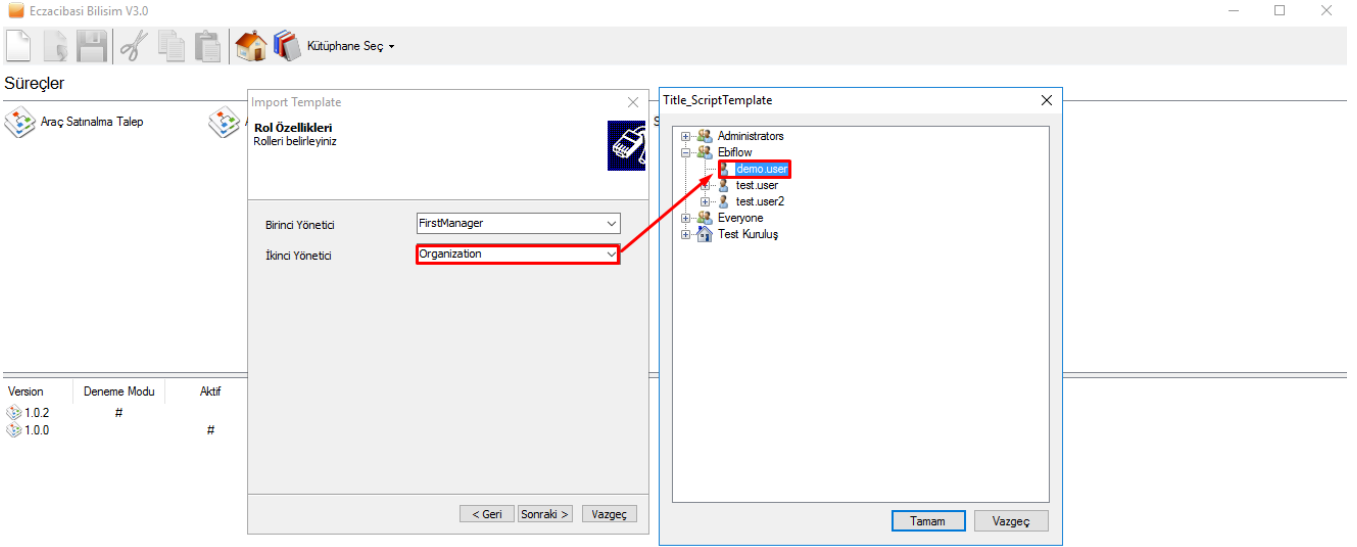 Eczacibasi Bilisim V3.0
Kütüphane Seç
Süreçler
Araç Satınalma Talep
Import Template
Rol Özellikleri
Rolleri belirleyiniz
Birinci Yönetici
FirstManager
İkinci Yönetici
Organization
< Geri
Sonraki >
Vazgeç
Title_ScriptTemplate
Administrators
Ebiflow
demo.user
test.user
test.user2
Everyone
Test Kuruluş
Tamam
Vazgeç
Version Deneme Modu Aktif
1.0.2 #
1.0.0 #